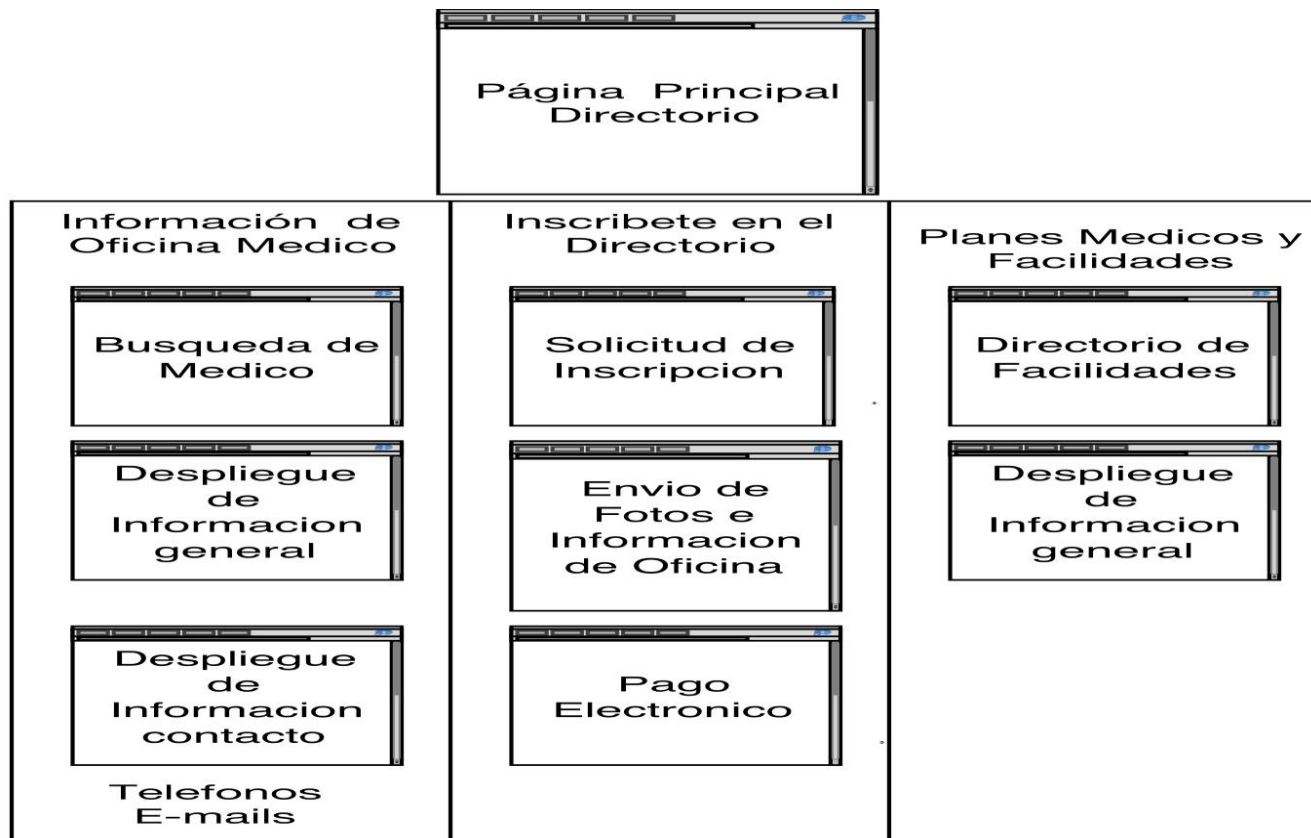 Página Principal
Directorio
Información de
Oficina Medico
Busqueda de
Medico
Despliegue
de
Informacion
general
Despliegue
de
Informacion
contacto
Telefonos
E-mails
Inscribete en el
Directorio
Solicitud de
Inscripcion
Envio de
Fotos e
Informacion
de Oficina
Pago
Electronico
Planes Medicos y
Facilidades
Directorio de
Facilidades
Despliegue
de
Informacion
general